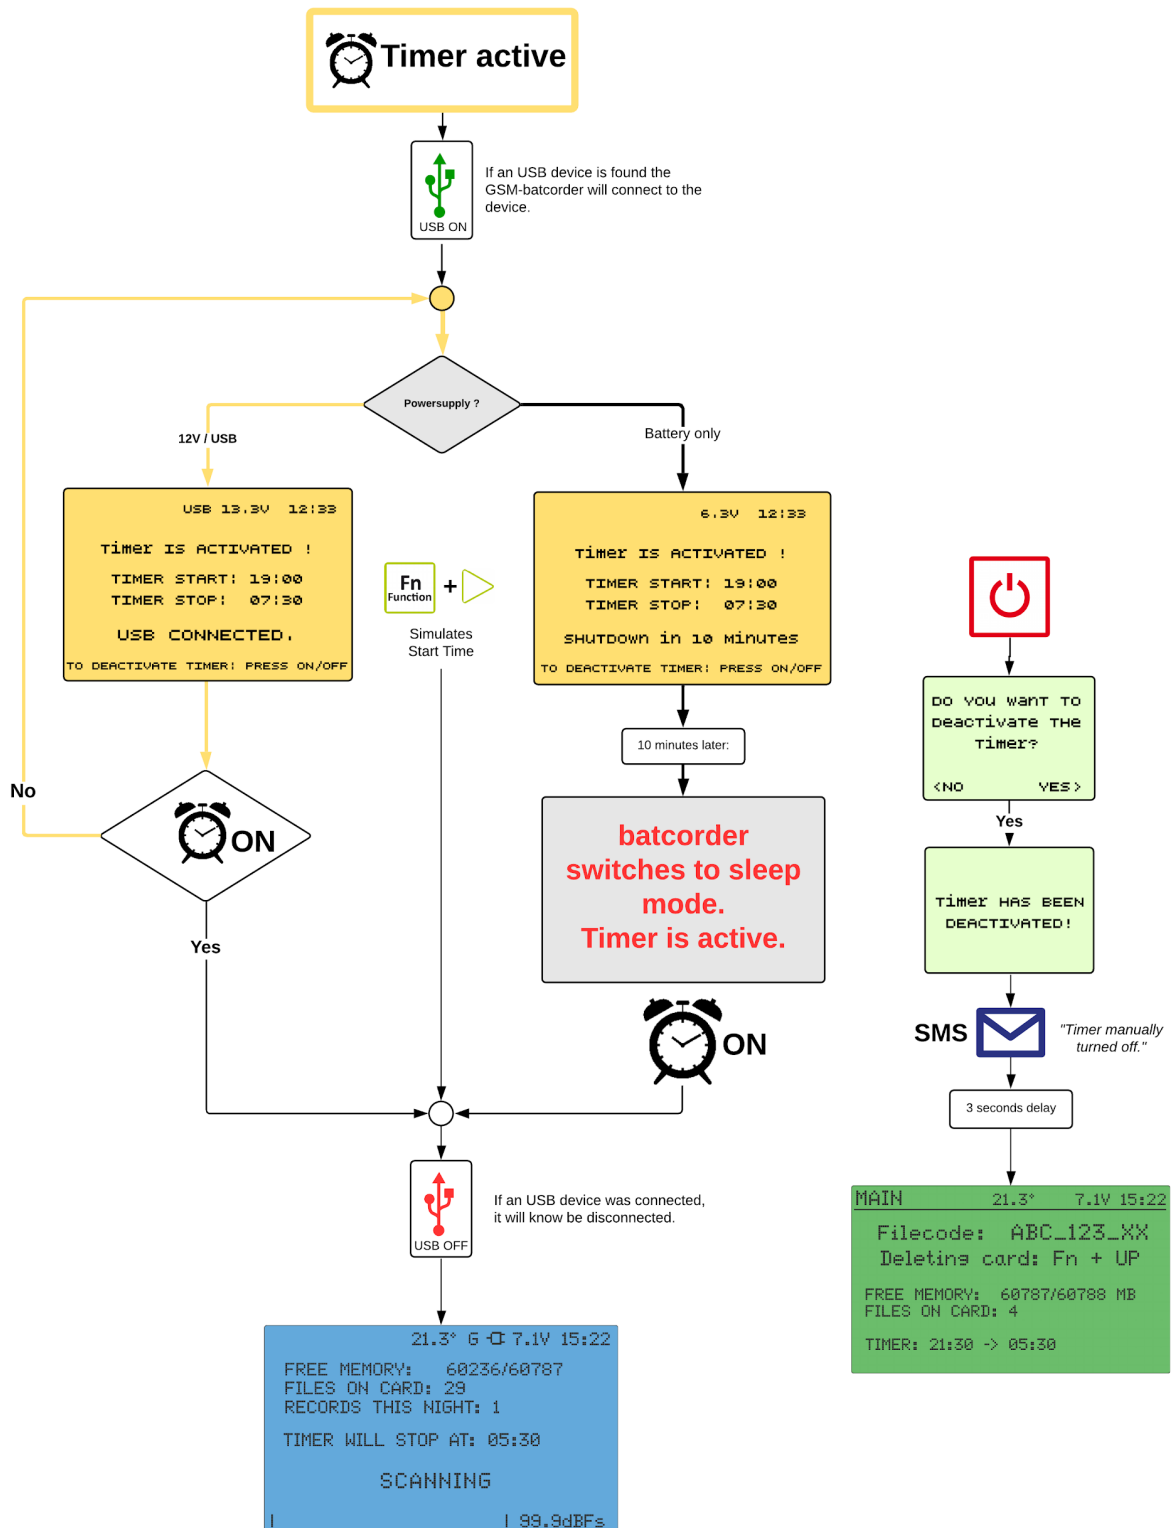 Timer active
If an USB device is found the
GSM-batcorder will connect to the
device.
USB ON
Powersupply ?
12V / USB
Battery only
USB 13.3V 12:33
Timer IS ACTIVATED !
TIMER START: 19:00
TIMER STOP: 07:30
USB CONNECTED.
TO DEACTIVATE TIMER: PRESS ON/OFF
Fn
Function
+
Simulates
Start Time
6.3V 12:33
Timer IS ACTIVATED !
TIMER START: 19:00
TIMER STOP: 07:30
SHUTDOWN in 10 Minutes
TO DEACTIVATE TIMER: PRESS ON/OFF
10 minutes later:
batcorder
switches to sleep
mode.
Timer is active.
ON
No
ON
Yes
DO YOU WANT TO
DeacTIVaTe THe
Timer?
<NO YES>
Yes
Timer HAS BEEN
DEACTIVATED!
SMS
"Timer manually
turned off."
3 seconds delay
MAIN 21.3° 7.1V 15:22
Filecode: ABC_123_XX
Deleting card: Fn + UP
FREE MEMORY: 60787/60788 MB
FILES ON CARD: 4
TIMER: 21:30 -> 05:30
If an USB device was connected,
it will know be disconnected.
USB OFF
21.3° G 7.1V 15:22
FREE MEMORY: 60236/60787
FILES ON CARD: 29
RECORDS THIS NIGHT: 1
TIMER WILL STOP AT: 05:30
SCANNING
| | 99.9dBFs